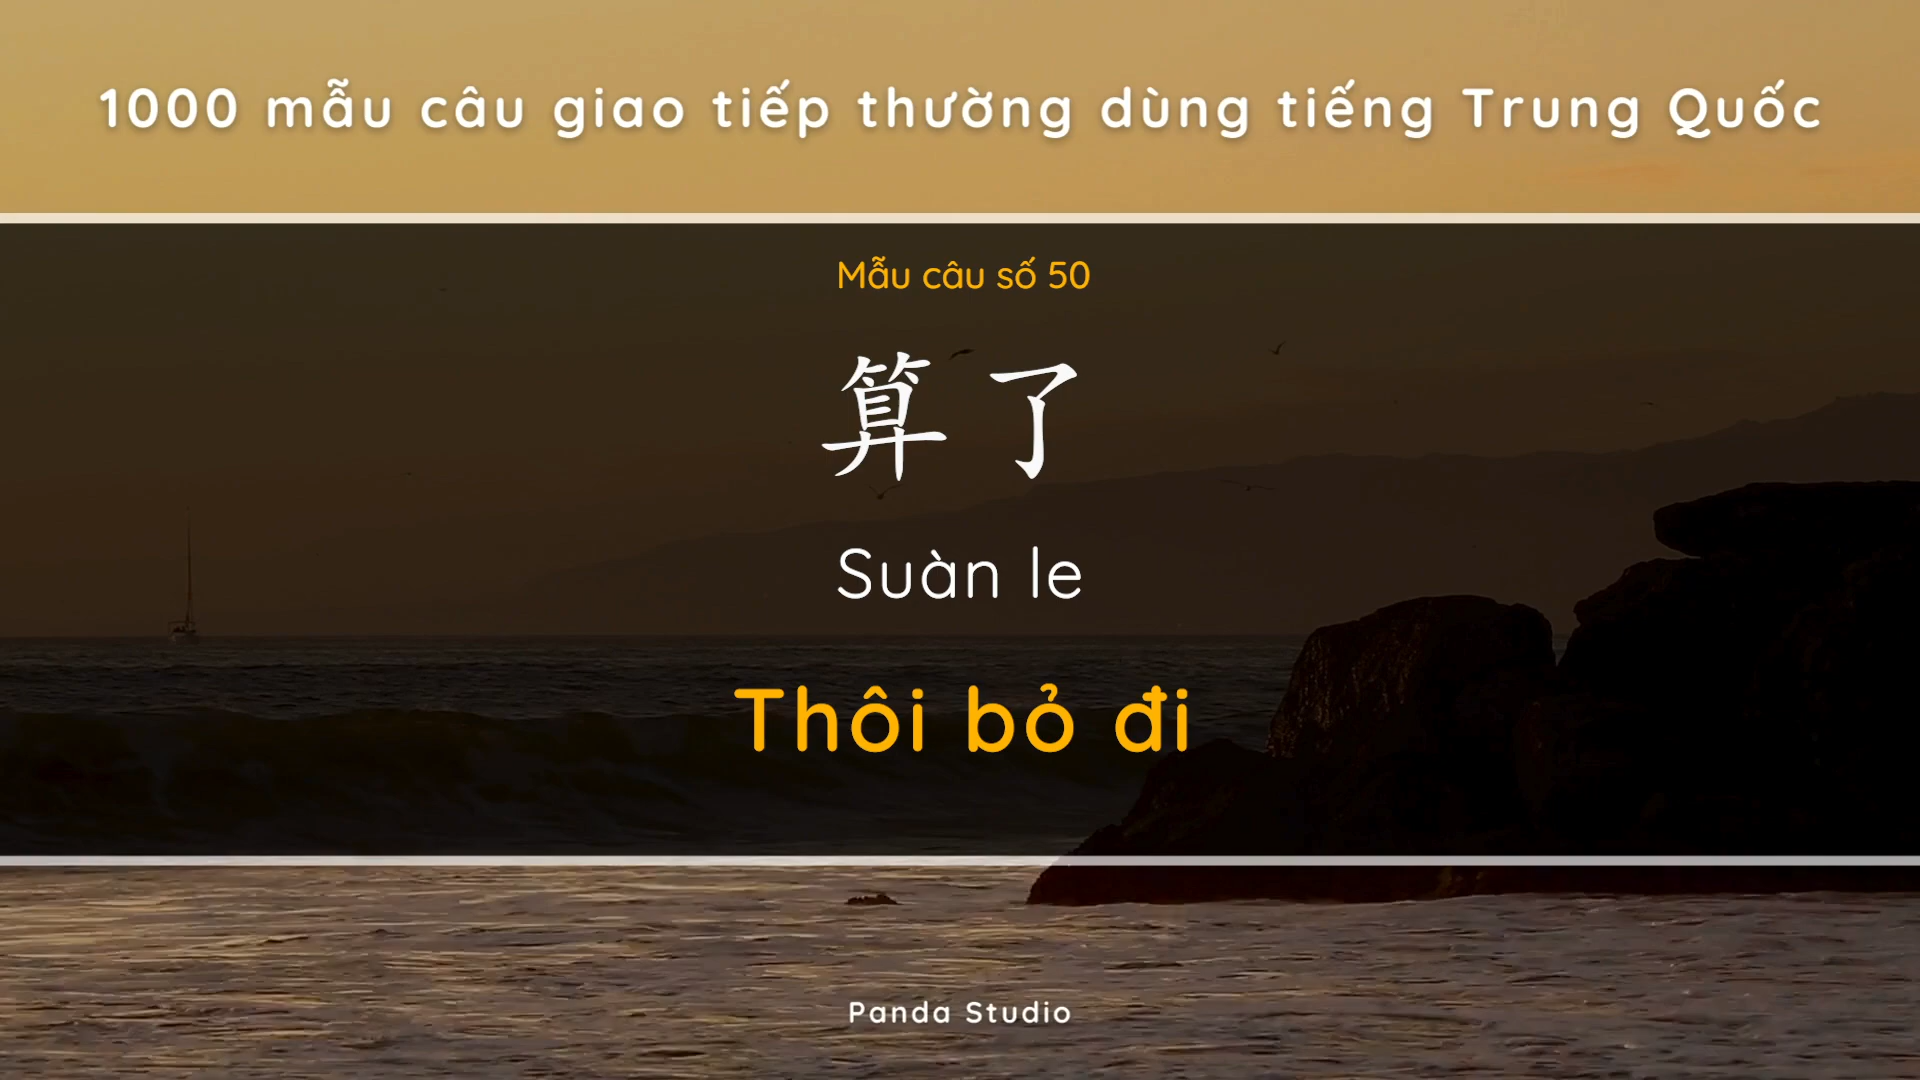 1000 mẫu câu giao tiếp thường dùng tiếng Trung Quốc
Mẫu câu số 50
算了
Suàn le
Thôi bỏ đi
Panda Studio